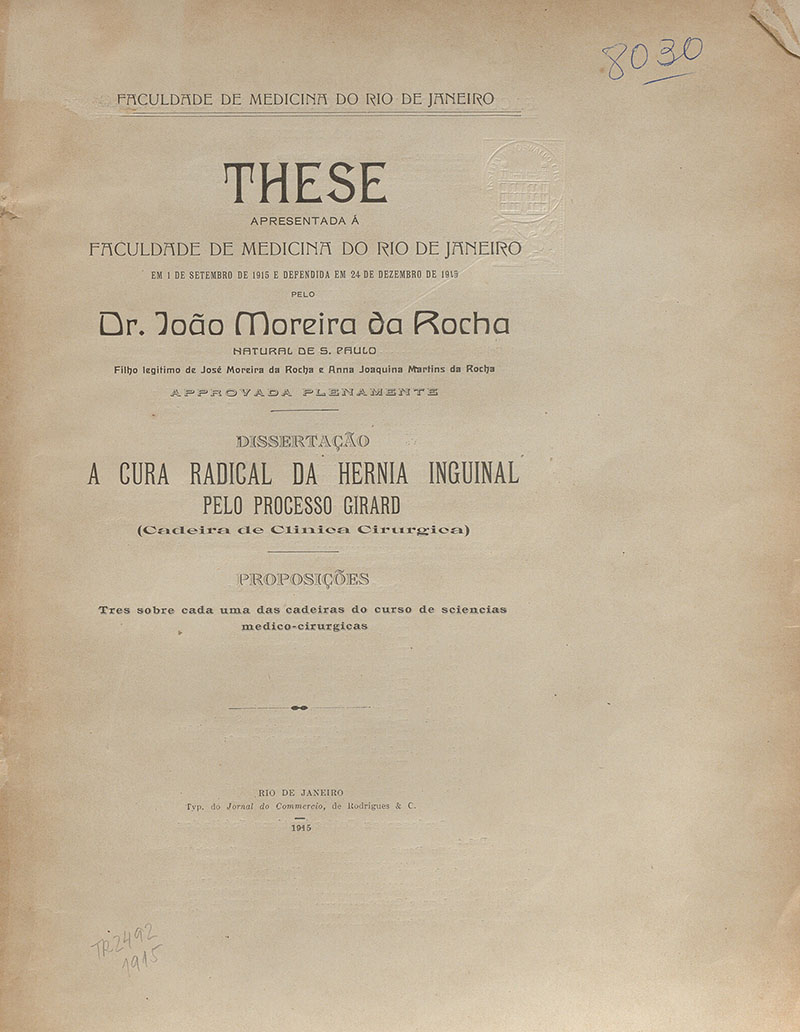 8030
FACULDADE DE MEDICINA DO RIO DE JANEIRO
THESE
APRESENTADA Á
FACULDADE DE MEDICINA DO RIO DE JANEIRO
EM 1 DE SETEMBRO DE 1915 E DEFENDIDA EM 24 DE DEZEMBRO DE 1915
PELO
Dr. João Moreira da Rocha
NATURAL DE S. PAULO
Filho legitimo de José Moreira da Rocha e Anna Joaquina Martins da Rocha
APPROVADA PLENAMENTE
DISSERTAÇÃO
A CURA RADICAL DA HERNIA INGUINAL
PELO PROCESSO GIRARD
(Cadeira de Clinica Cirurgica)
PROPOSIÇÕES
Tres sobre cada uma das cadeiras do curso de sciencias
medico-cirurgicas
RIO DE JANEIRO
Typ. do Jornal do Commercio, de Rodrigues & C.
1915
TR2492
1915